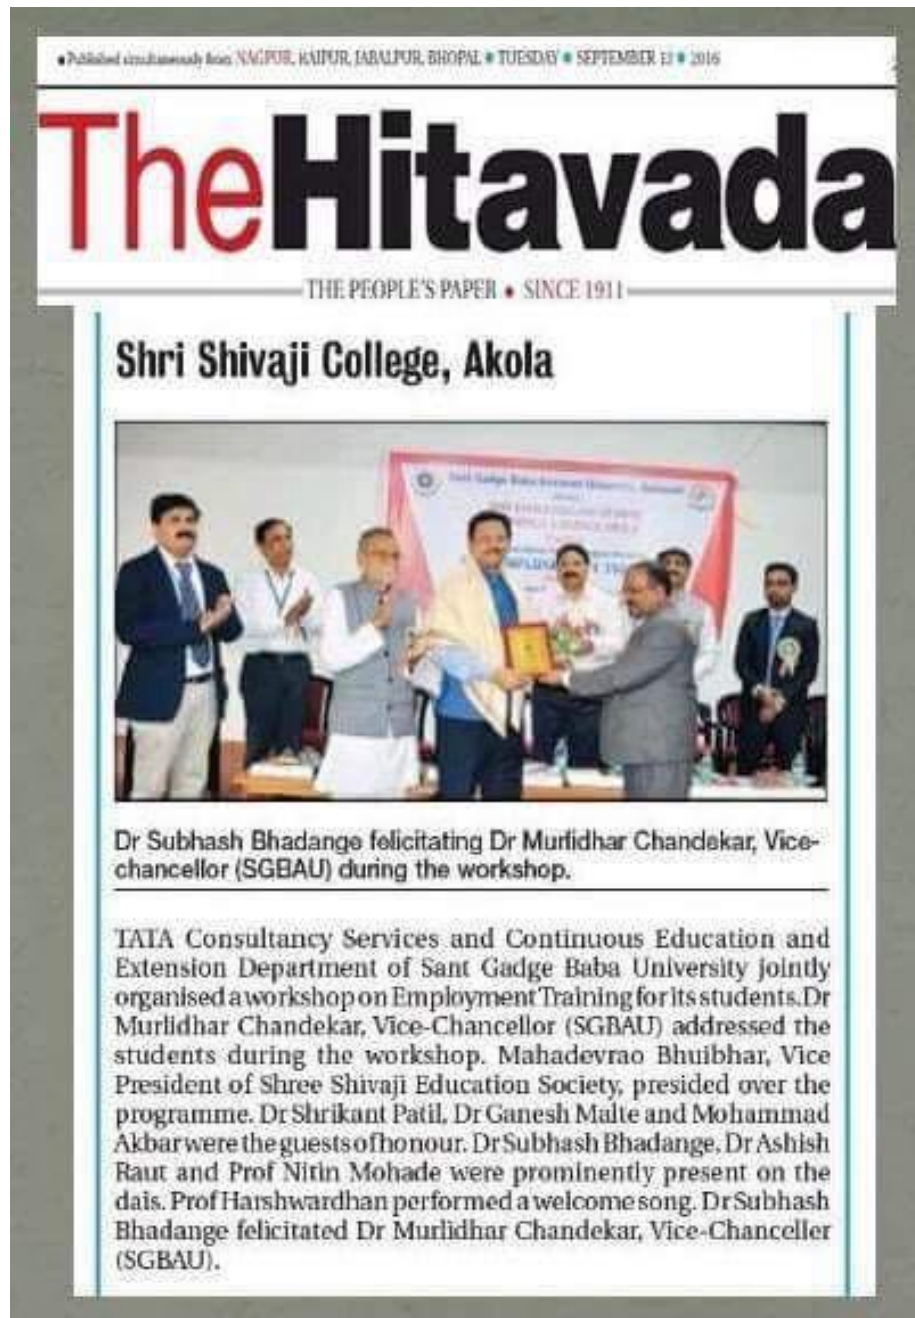 Published simultaneously from NAGPUR, RAIPUR, JABALPUR, BHOPAL TUESDAY SEPTEMBER 13 2016
TheHitavada
THE PEOPLE'S PAPER • SINCE 1911
Shri Shivaji College, Akola
Sant Gadge Baba Amravati University, Amravati
Dr Subhash Bhadange felicitating Dr Murlidhar Chandekar, Vice-
chancellor (SGBAU) during the workshop.
TATA Consultancy Services and Continuous Education and
Extension Department of Sant Gadge Baba University jointly
organised a workshop on Employment Training for its students. Dr
Murlidhar Chandekar, Vice-Chancellor (SGBAU) addressed the
students during the workshop. Mahadevrao Bhuibhar, Vice
President of Shree Shivaji Education Society, presided over the
programme. Dr Shrikant Patil, Dr Ganesh Malte and Mohammad
Akbar were the guests of honour. Dr Subhash Bhadange, Dr Ashish
Raut and Prof Nitin Mohade were prominently present on the
dais. Prof Harshwardhan performed a welcome song. Dr Subhash
Bhadange felicitated Dr Murlidhar Chandekar, Vice-Chanceller
(SGBAU).